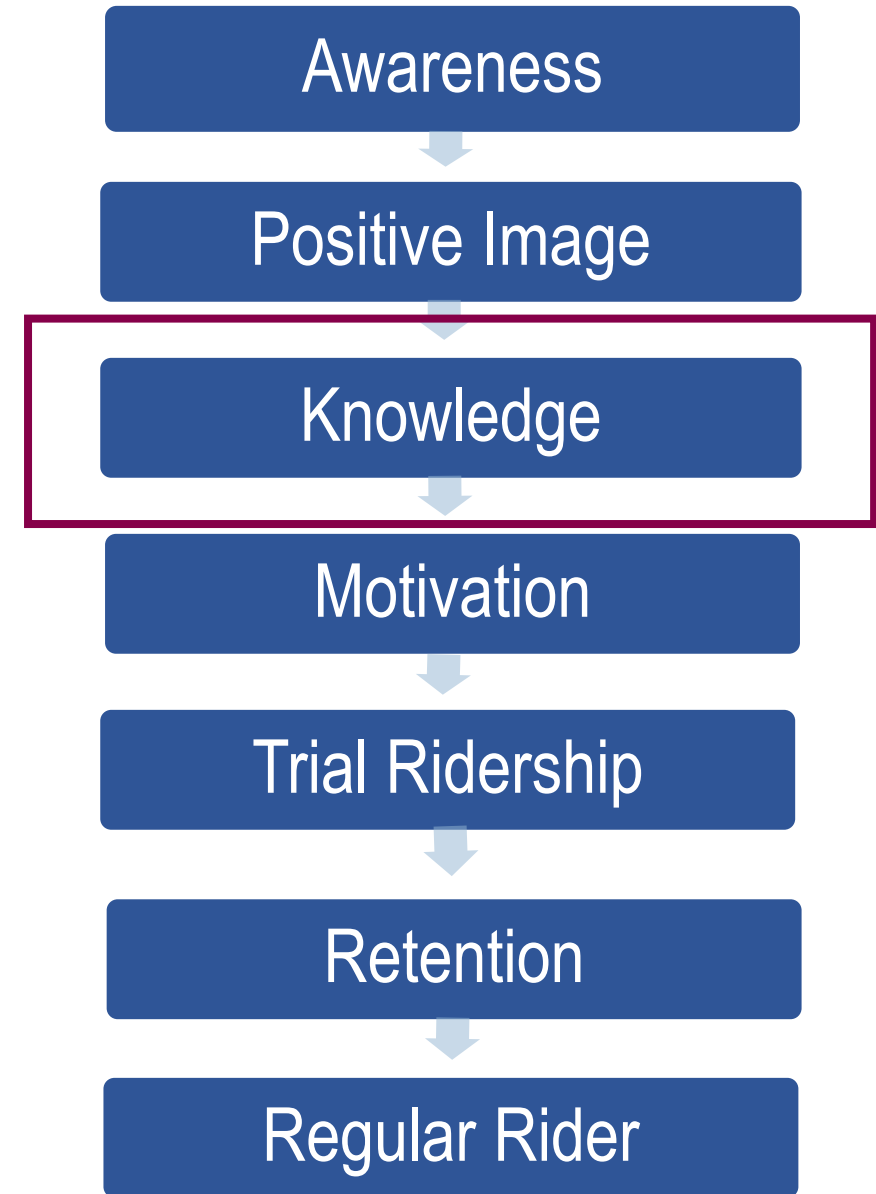 Awareness
Positive Image
Knowledge
Motivation
Trial Ridership
Retention
Regular Rider